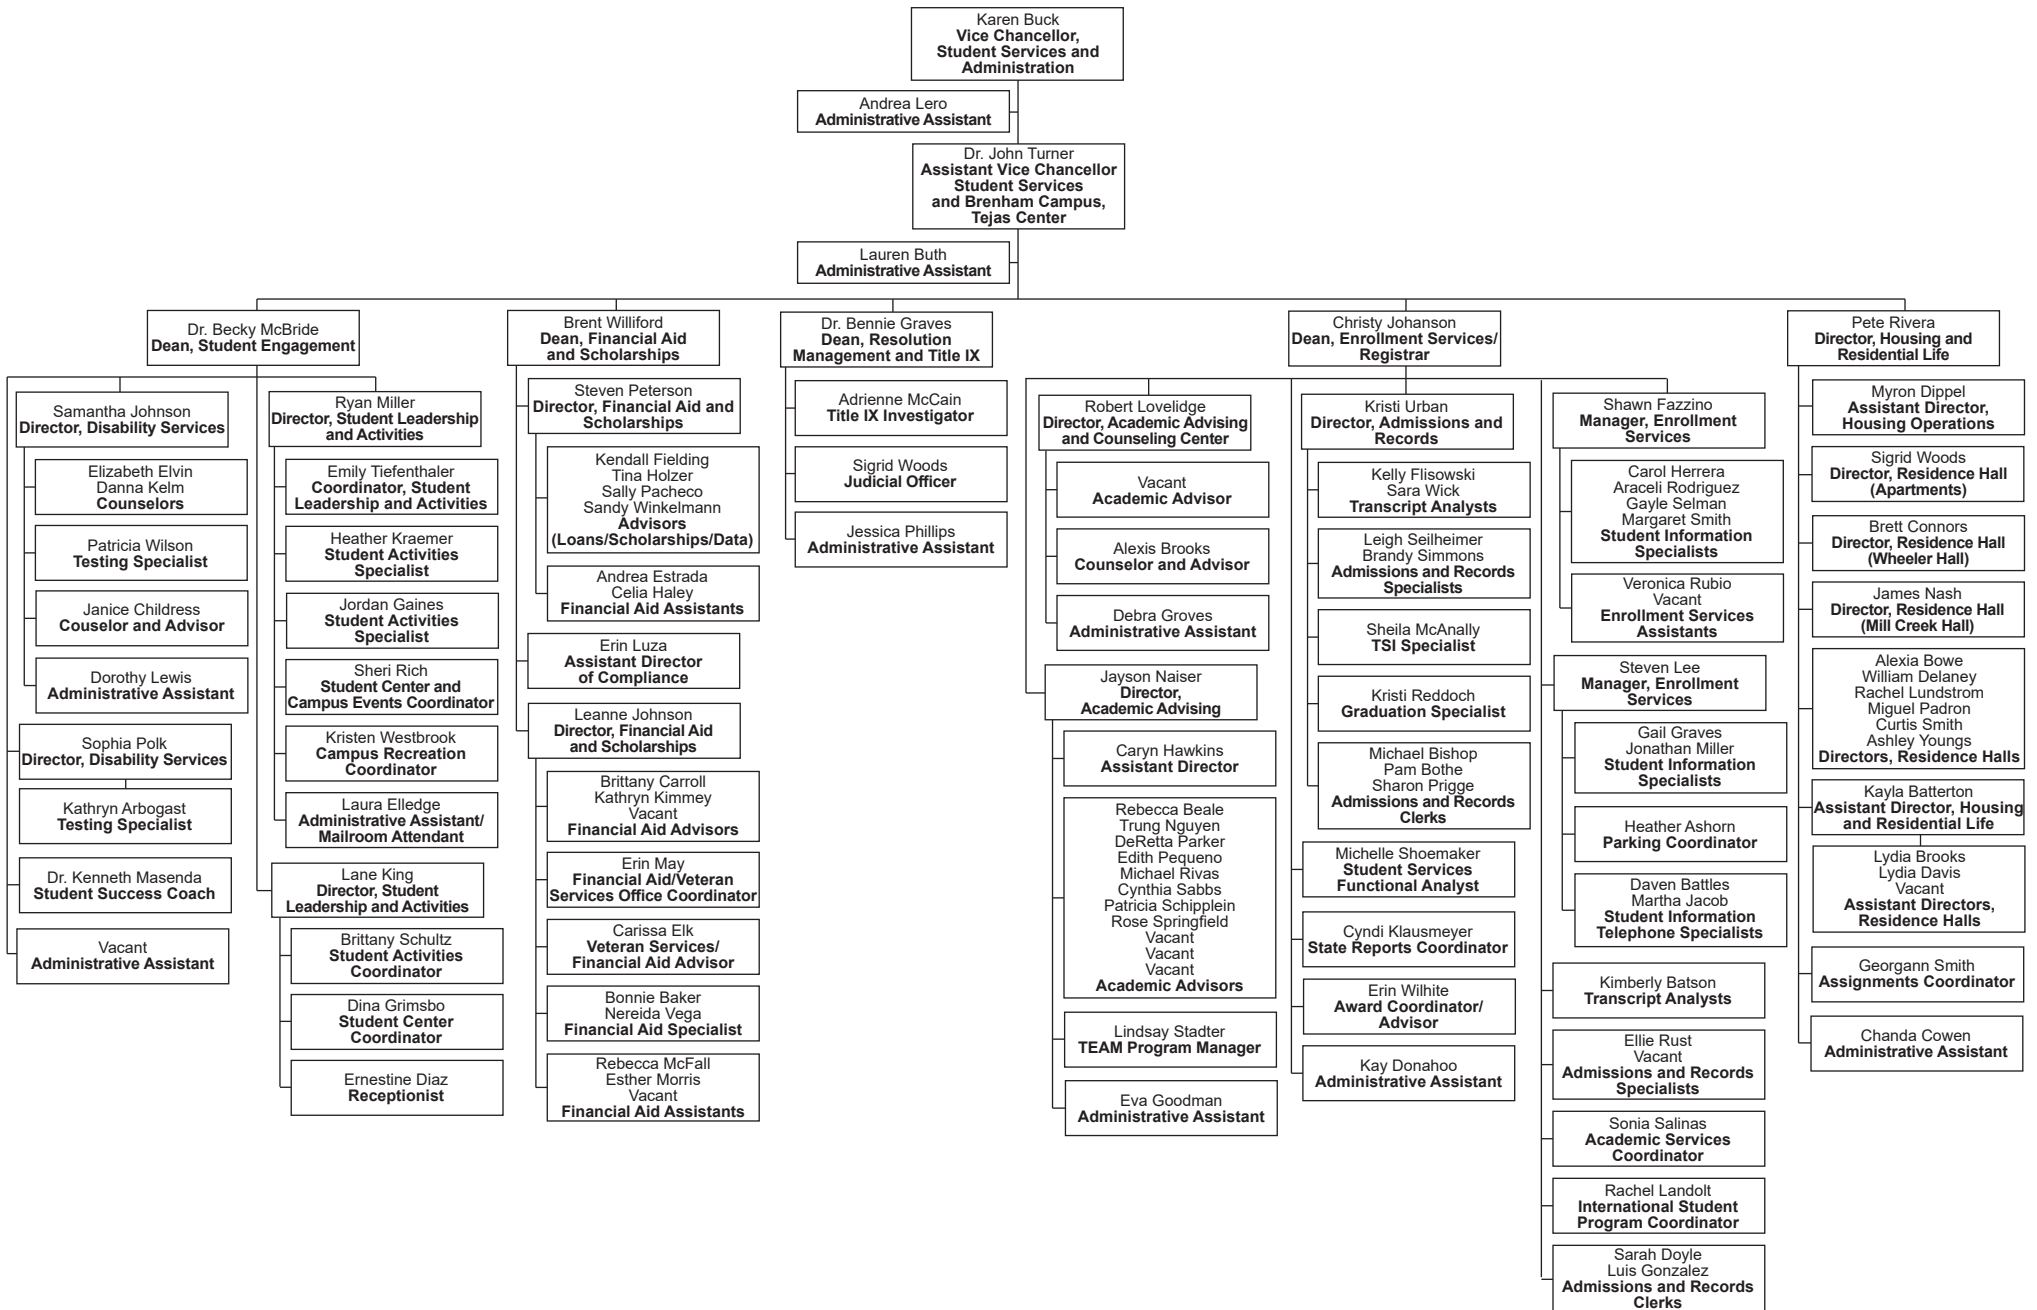 Karen Buck
Vice Chancellor,
Student Services and
Administration
Andrea Lero
Administrative Assistant
Dr. John Turner
Assistant Vice Chancellor
Student Services
and Brenham Campus,
Tejas Center
Lauren Buth
Administrative Assistant
Dr. Becky McBride
Dean, Student Engagement
Samantha Johnson
Director, Disability Services
Elizabeth Elvin
Danna Kelm
Counselors
Patricia Wilson
Testing Specialist
Janice Childress
Couselor and Advisor
Dorothy Lewis
Administrative Assistant
Sophia Polk
Director, Disability Services
Kathryn Arbogast
Testing Specialist
Dr. Kenneth Masenda
Student Success Coach
Vacant
Administrative Assistant
Ryan Miller
Director, Student Leadership
and Activities
Emily Tiefenthaler
Coordinator, Student
Leadership and Activities
Heather Kraemer
Student Activities
Specialist
Jordan Gaines
Student Activities
Specialist
Sheri Rich
Student Center and
Campus Events Coordinator
Kristen Westbrook
Campus Recreation
Coordinator
Laura Elledge
Administrative Assistant/
Mailroom Attendant
Lane King
Director, Student
Leadership and Activities
Brittany Schultz
Student Activities
Coordinator
Dina Grimsbo
Student Center
Coordinator
Ernestine Diaz
Receptionist
Brent Williford
Dean, Financial Aid
and Scholarships
Steven Peterson
Director, Financial Aid and
Scholarships
Kendall Fielding
Tina Holzer
Sally Pacheco
Sandy Winkelmann
Advisors
(Loans/Scholarships/Data)
Andrea Estrada
Celia Haley
Financial Aid Assistants
Erin Luza
Assistant Director
of Compliance
Leanne Johnson
Director, Financial Aid
and Scholarships
Brittany Carroll
Kathryn Kimmey
Vacant
Financial Aid Advisors
Erin May
Financial Aid/Veteran
Services Office Coordinator
Carissa Elk
Veteran Services/
Financial Aid Advisor
Bonnie Baker
Nereida Vega
Financial Aid Specialist
Rebecca McFall
Esther Morris
Vacant
Financial Aid Assistants
Dr. Bennie Graves
Dean, Resolution
Management and Title IX
Adrienne McCain
Title IX Investigator
Sigrid Woods
Judicial Officer
Jessica Phillips
Administrative Assistant
Christy Johanson
Dean, Enrollment Services/
Registrar
Robert Lovelidge
Director, Academic Advising
and Counseling Center
Vacant
Academic Advisor
Alexis Brooks
Counselor and Advisor
Debra Groves
Administrative Assistant
Jayson Naiser
Director,
Academic Advising
Caryn Hawkins
Assistant Director
Rebecca Beale
Trung Nguyen
DeRetta Parker
Edith Pequeno
Michael Rivas
Cynthia Sabbs
Patricia Schipplein
Rose Springfield
Vacant
Vacant
Vacant
Academic Advisors
Lindsay Stadter
TEAM Program Manager
Eva Goodman
Administrative Assistant
Kristi Urban
Director, Admissions and
Records
Kelly Flisowski
Sara Wick
Transcript Analysts
Leigh Seilheimer
Brandy Simmons
Admissions and Records
Specialists
Sheila McAnally
TSI Specialist
Kristi Reddoch
Graduation Specialist
Michael Bishop
Pam Bothe
Sharon Prigge
Admissions and Records
Clerks
Michelle Shoemaker
Student Services
Functional Analyst
Cyndi Klausmeyer
State Reports Coordinator
Erin Wilhite
Award Coordinator/
Advisor
Kay Donahoo
Administrative Assistant
Shawn Fazzino
Manager, Enrollment
Services
Carol Herrera
Araceli Rodriguez
Gayle Selman
Margaret Smith
Student Information
Specialists
Veronica Rubio
Vacant
Enrollment Services
Assistants
Steven Lee
Manager, Enrollment
Services
Gail Graves
Jonathan Miller
Student Information
Specialists
Heather Ashorn
Parking Coordinator
Daven Battles
Martha Jacob
Student Information
Telephone Specialists
Kimberly Batson
Transcript Analysts
Ellie Rust
Vacant
Admissions and Records
Specialists
Sonia Salinas
Academic Services
Coordinator
Rachel Landolt
International Student
Program Coordinator
Sarah Doyle
Luis Gonzalez
Admissions and Records
Clerks
Pete Rivera
Director, Housing and
Residential Life
Myron Dippel
Assistant Director,
Housing Operations
Sigrid Woods
Director, Residence Hall
(Apartments)
Brett Connors
Director, Residence Hall
(Wheeler Hall)
James Nash
Director, Residence Hall
(Mill Creek Hall)
Alexia Bowe
William Delaney
Rachel Lundstrom
Miguel Padron
Curtis Smith
Ashley Youngs
Directors, Residence Halls
Kayla Batterton
Assistant Director, Housing
and Residential Life
Lydia Brooks
Lydia Davis
Vacant
Assistant Directors,
Residence Halls
Georgann Smith
Assignments Coordinator
Chanda Cowen
Administrative Assistant